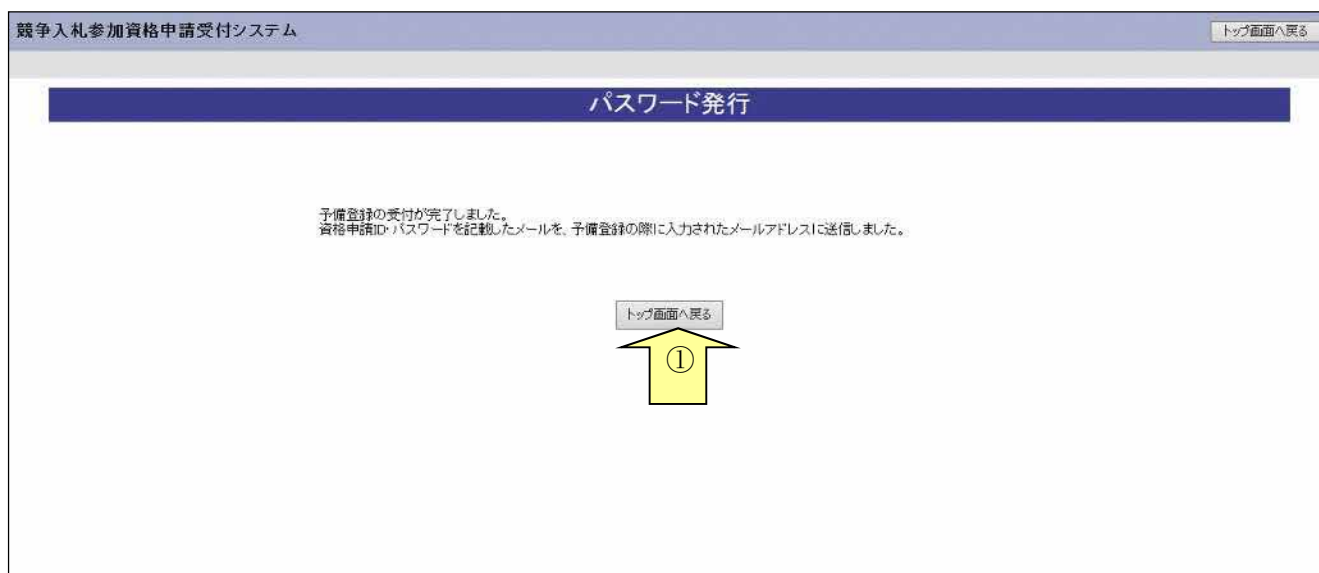 競争入札参加資格申請受付システム
トップ画面へ戻る
パスワード発行
予備登録の受付が完了しました。
資格申請ID・パスワードを記載したメールを、予備登録の際に入力されたメールアドレスに送信しました。
トップ画面へ戻る
①